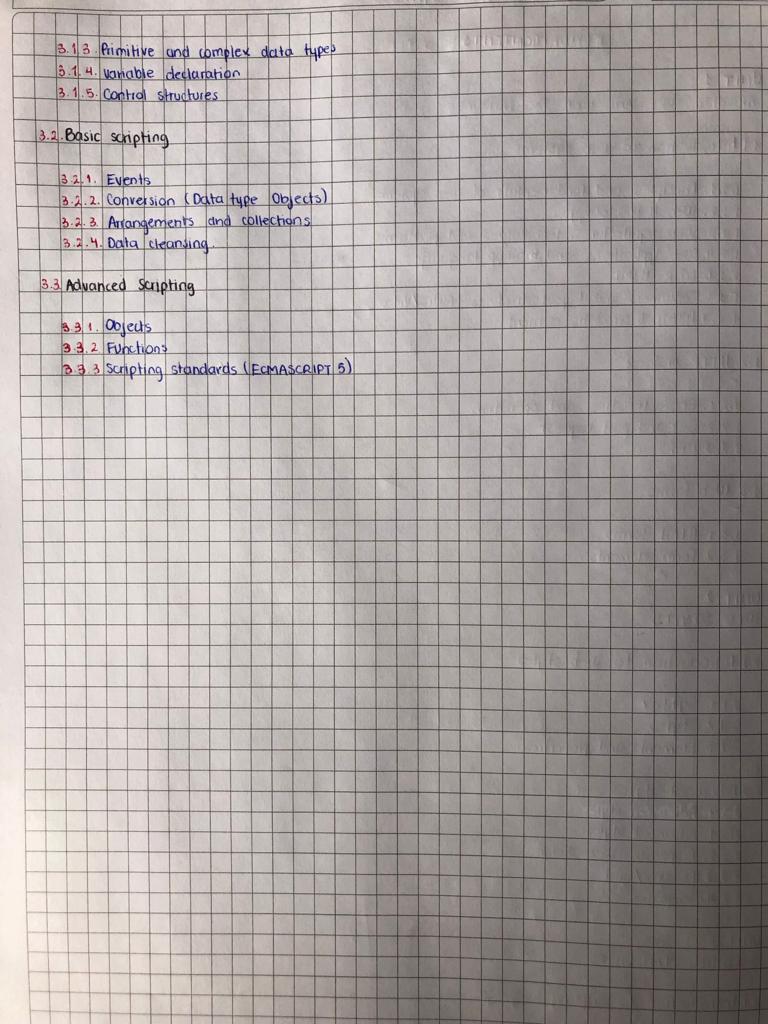 3.1.3. Primitive and complex data types
3.1.4. Variable declaration
3.1.5. Control structures
3.2. Basic scripting
3.2.1. Events
3.2.2. Conversion (Data type Objects)
3.2.3. Arrangements and collections
3.2.4. Data cleansing.
3.3 Advanced Scripting
3.3.1. Objects
3.3.2 Functions
3.3.3 Scripting standards (ECMASCRIPT 5)